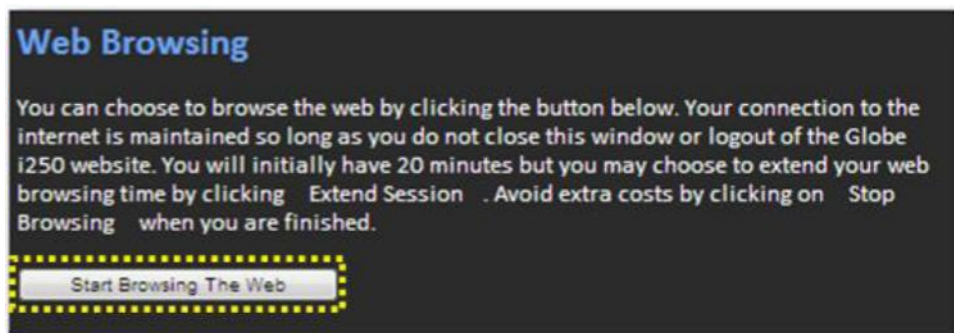 Web Browsing
You can choose to browse the web by clicking the button below. Your connection to the
internet is maintained so long as you do not close this window or logout of the Globe
i250 website. You will initially have 20 minutes but you may choose to extend your web
browsing time by clicking Extend Session . Avoid extra costs by clicking on Stop
Browsing when you are finished.
Start Browsing The Web